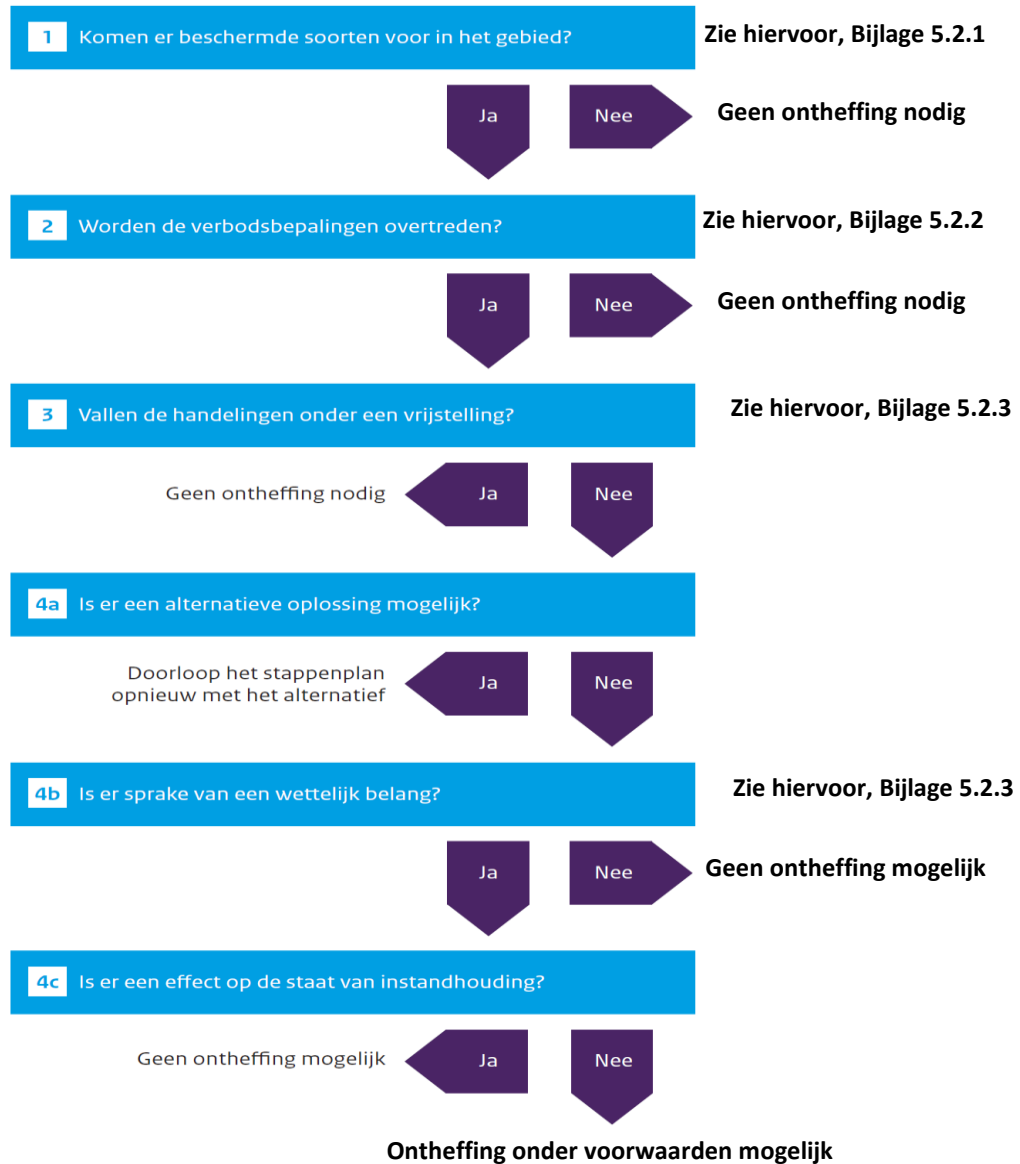 1 Komen er beschermde soorten voor in het gebied? Zie hiervoor, Bijlage 5.2.1
Ja Nee Geen ontheffing nodig
2 Worden de verbodsbepalingen overtreden? Zie hiervoor, Bijlage 5.2.2
Ja Nee Geen ontheffing nodig
3 Vallen de handelingen onder een vrijstelling? Zie hiervoor, Bijlage 5.2.3
Geen ontheffing nodig Ja Nee
4a Is er een alternatieve oplossing mogelijk?
Doorloop het stappenplan
opnieuw met het alternatief Ja Nee
4b Is er sprake van een wettelijk belang? Zie hiervoor, Bijlage 5.2.3
Ja Nee Geen ontheffing mogelijk
4c Is er een effect op de staat van instandhouding?
Geen ontheffing mogelijk Ja Nee
Ontheffing onder voorwaarden mogelijk